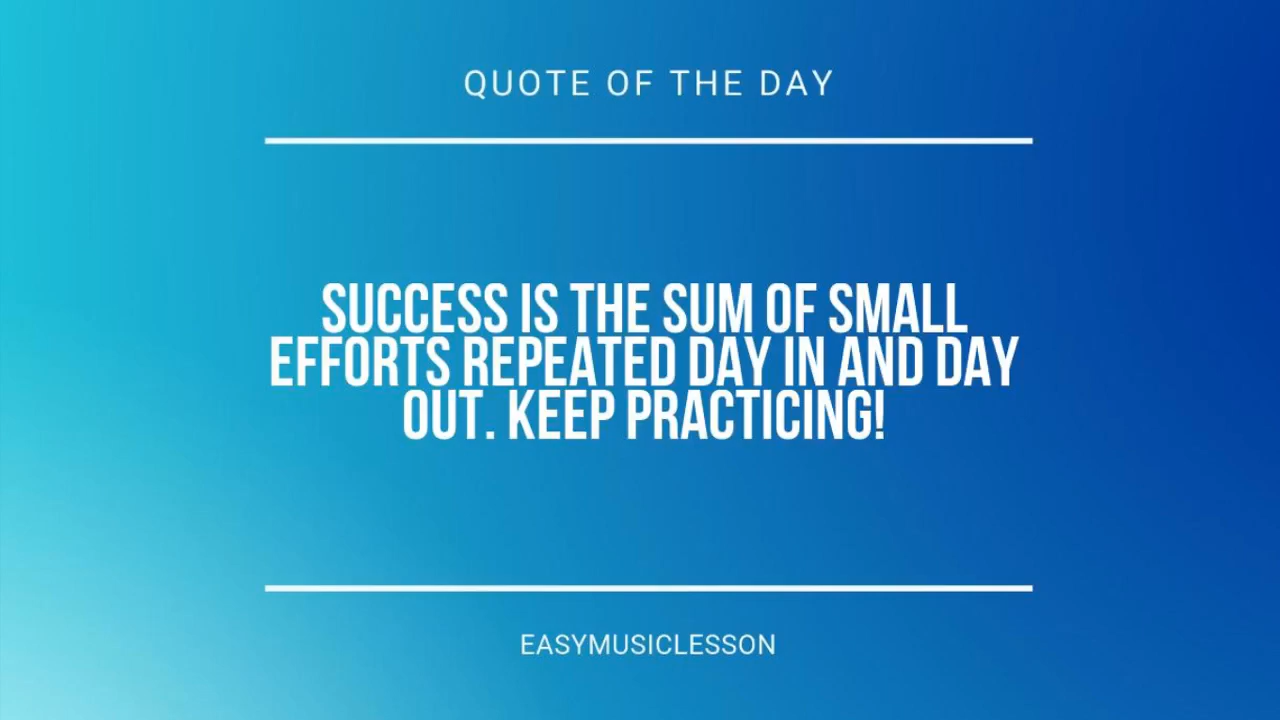 QUOTE OF THE DAY
SUCCESS IS THE SUM OF SMALL
EFFORTS REPEATED DAY IN AND DAY
OUT. KEEP PRACTICING!
EASYMUSICLESSON